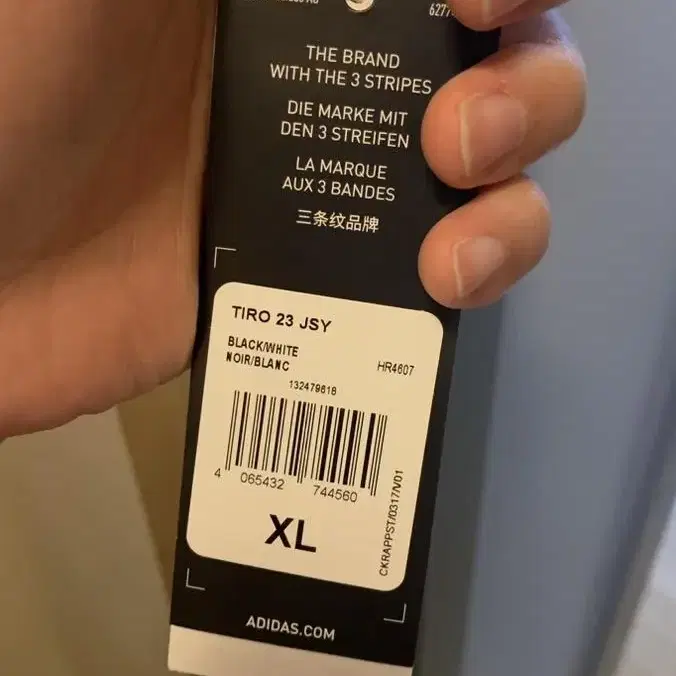 THE BRAND
WITH THE 3 STRIPES
DIE MARKE MIT
DEN 3 STREIFEN
LA MARQUE
AUX 3 BANDES
三条纹品牌
TIRO 23 JSY
BLACK/WHITE
NOIR/BLANC
HR4607
132479618
4 065432 744560
XL
CKRAPPST/0317/V01
ADIDAS.COM